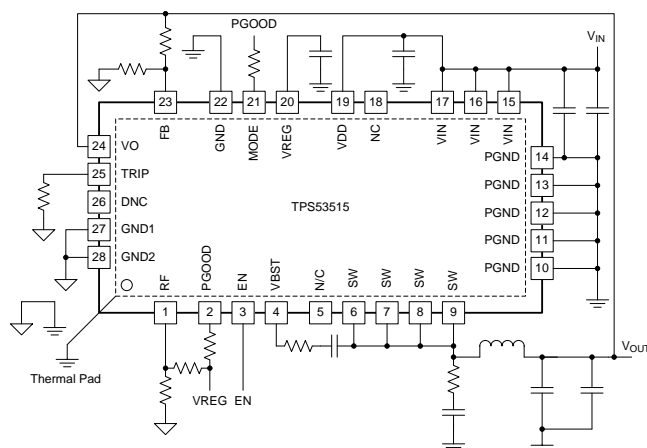 PGOOD
V_IN
23 22 21 20 19 18 17 16 15
FB GND MODE VREG VDD NC VIN VIN VIN
24 VO
25 TRIP
26 DNC
27 GND1
28 GND2
TPS53515
PGND 14
PGND 13
PGND 12
PGND 11
PGND 10
RF PGOOD EN VBST N/C SW SW SW SW
1 2 3 4 5 6 7 8 9
Thermal Pad
VREG EN
V_OUT